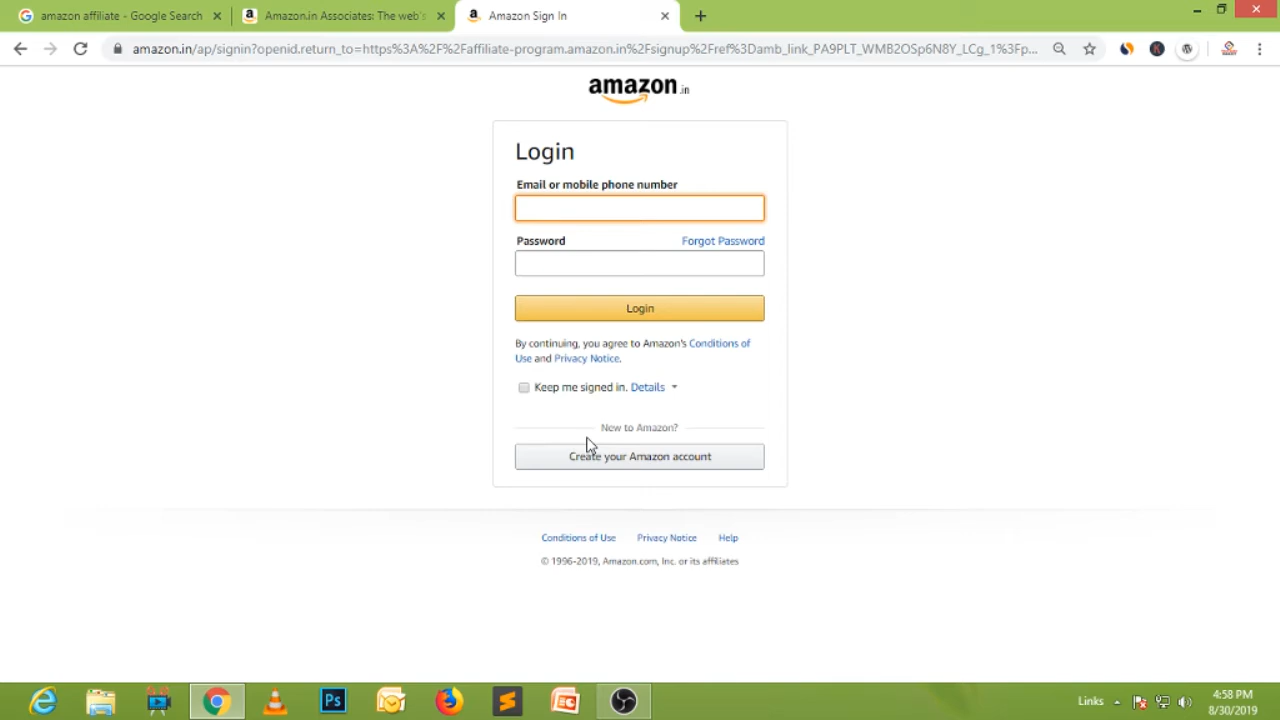 amazon affiliate - Google Search
Amazon.in Associates: The web's
Amazon Sign In
amazon.in/ap/signin?openid.return_to=https%3A%2F%2Faffiliate-program.amazon.in%2Fsignup%2Fref%3Damb_link_PA9PLT_WMB2OSp6N8Y_LCg_1%3Fp...
amazon.in
Login
Email or mobile phone number
Password Forgot Password
Login
By continuing, you agree to Amazon's Conditions of
Use and Privacy Notice.
Keep me signed in. Details
New to Amazon?
Create your Amazon account
Conditions of Use Privacy Notice Help
© 1996-2019, Amazon.com, Inc. or its affiliates
Ps
Links
4:58 PM
8/30/2019